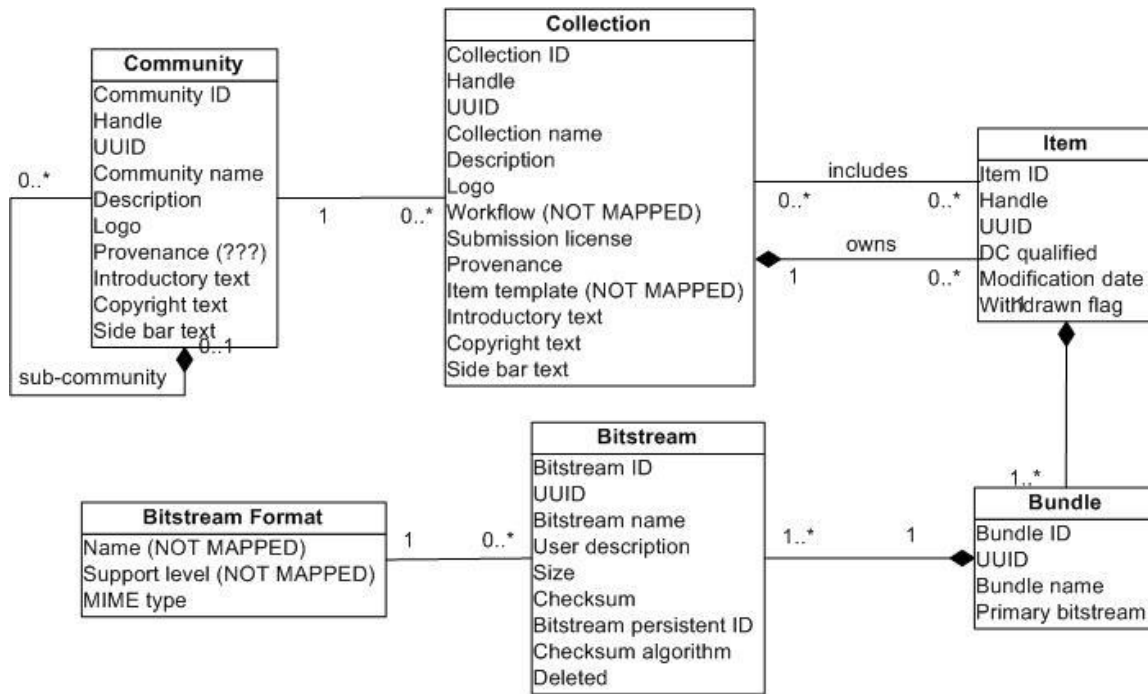 Community
Community ID
Handle
UUID
Community name
Description
Logo
Provenance (???)
Introductory text
Copyright text
Side bar text
0..*
0..1
sub-community
1
0..*
Collection
Collection ID
Handle
UUID
Collection name
Description
Logo
Workflow (NOT MAPPED)
Submission license
Provenance
Item template (NOT MAPPED)
Introductory text
Copyright text
Side bar text
includes
0..*
0..*
owns
1
0..*
Item
Item ID
Handle
UUID
DC qualified
Modification date
Withdrawn flag
1
1..*
Bitstream Format
Name (NOT MAPPED)
Support level (NOT MAPPED)
MIME type
1
0..*
Bitstream
Bitstream ID
UUID
Bitstream name
User description
Size
Checksum
Bitstream persistent ID
Checksum algorithm
Deleted
1..*
1
Bundle
Bundle ID
UUID
Bundle name
Primary bitstream